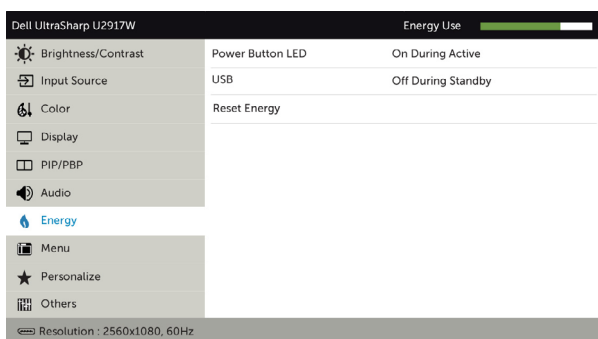 Dell UltraSharp U2917W
Energy Use
Brightness/Contrast
Power Button LED
On During Active
Input Source
USB
Off During Standby
Color
Reset Energy
Display
PIP/PBP
Audio
Energy
Menu
Personalize
Others
Resolution : 2560x1080, 60Hz